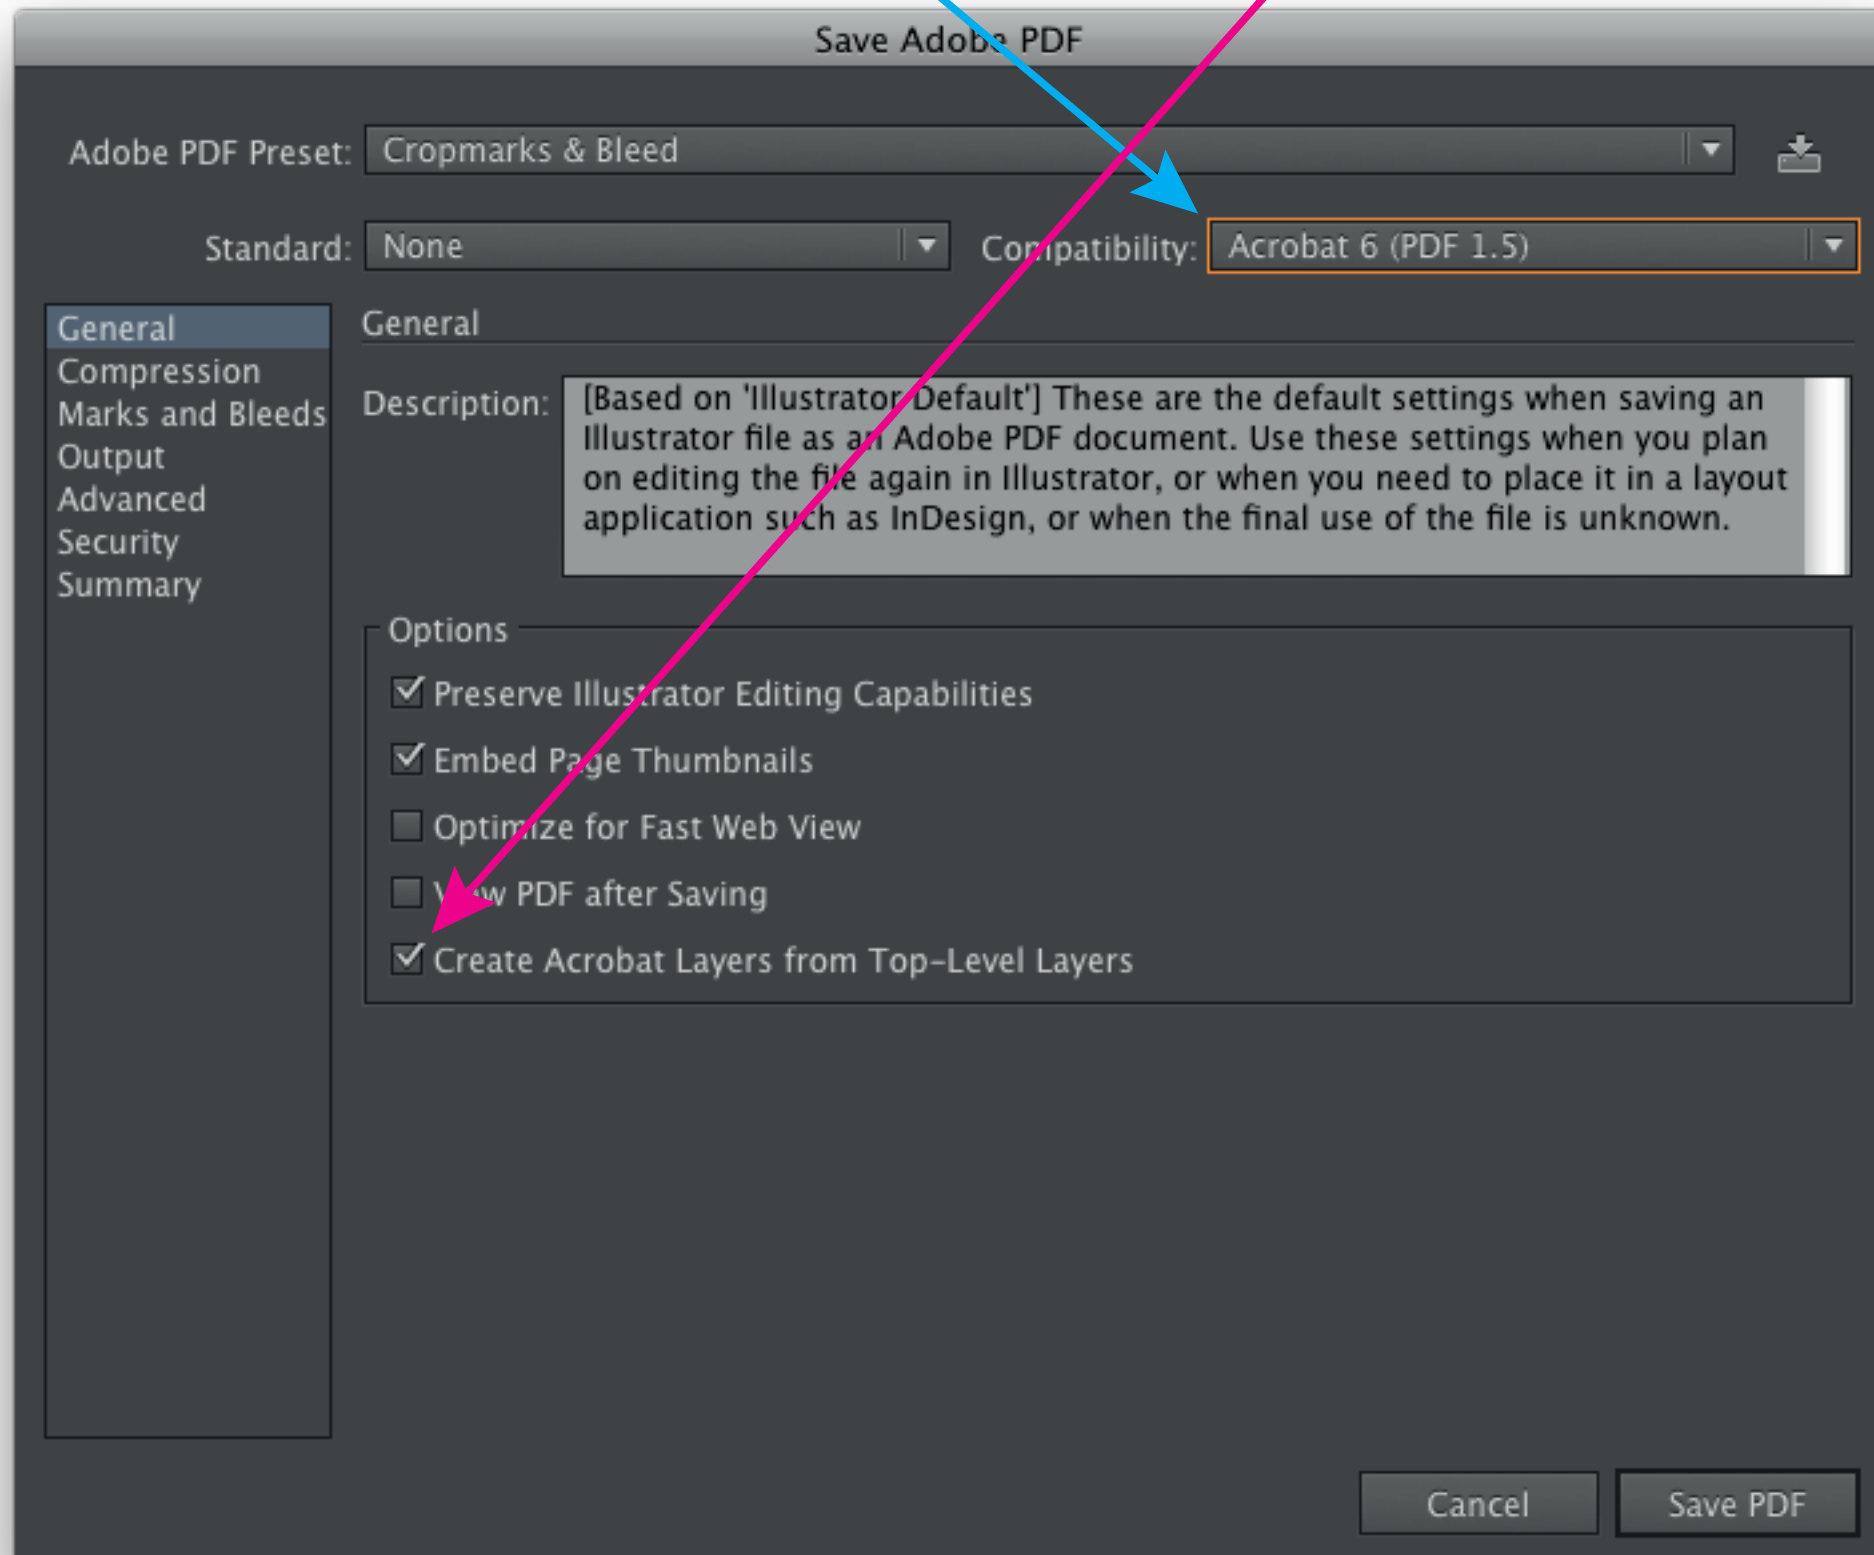 Save Adobe PDF
Adobe PDF Preset: Cropmarks & Bleed
Standard: None Compatibility: Acrobat 6 (PDF 1.5)
General
Compression
Marks and Bleeds
Output
Advanced
Security
Summary
General
Description: [Based on 'Illustrator Default'] These are the default settings when saving an
Illustrator file as an Adobe PDF document. Use these settings when you plan
on editing the file again in Illustrator, or when you need to place it in a layout
application such as InDesign, or when the final use of the file is unknown.
Options
Preserve Illustrator Editing Capabilities
Embed Page Thumbnails
Optimize for Fast Web View
View PDF after Saving
Create Acrobat Layers from Top-Level Layers
Cancel Save PDF